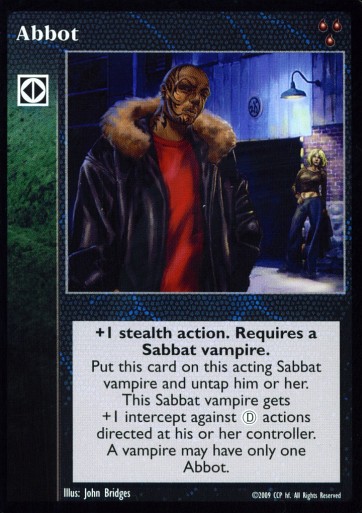 Abbot
+1 stealth action. Requires a
Sabbat vampire.
Put this card on this acting Sabbat
vampire and untap him or her.
This Sabbat vampire gets
+1 intercept against Ⓓ actions
directed at his or her controller.
A vampire may have only one
Abbot.
Illus: John Bridges
©2009 CCP hf. All Rights Reserved